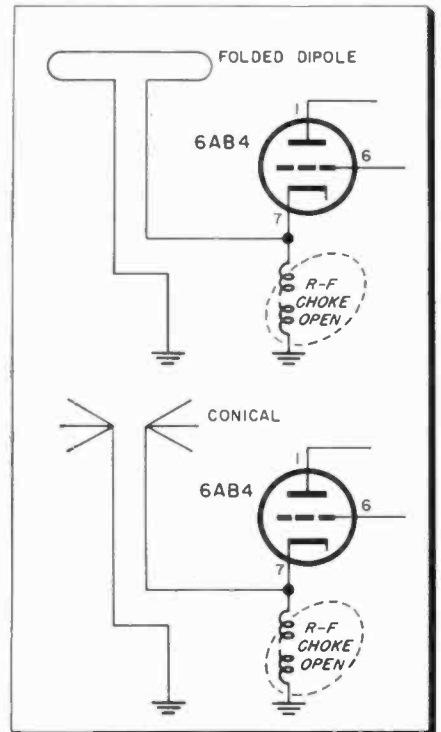 FOLDED DIPOLE
6AB4
1
6
7
R-F
CHOKE
OPEN
CONICAL
6AB4
1
6
7
R-F
CHOKE
OPEN